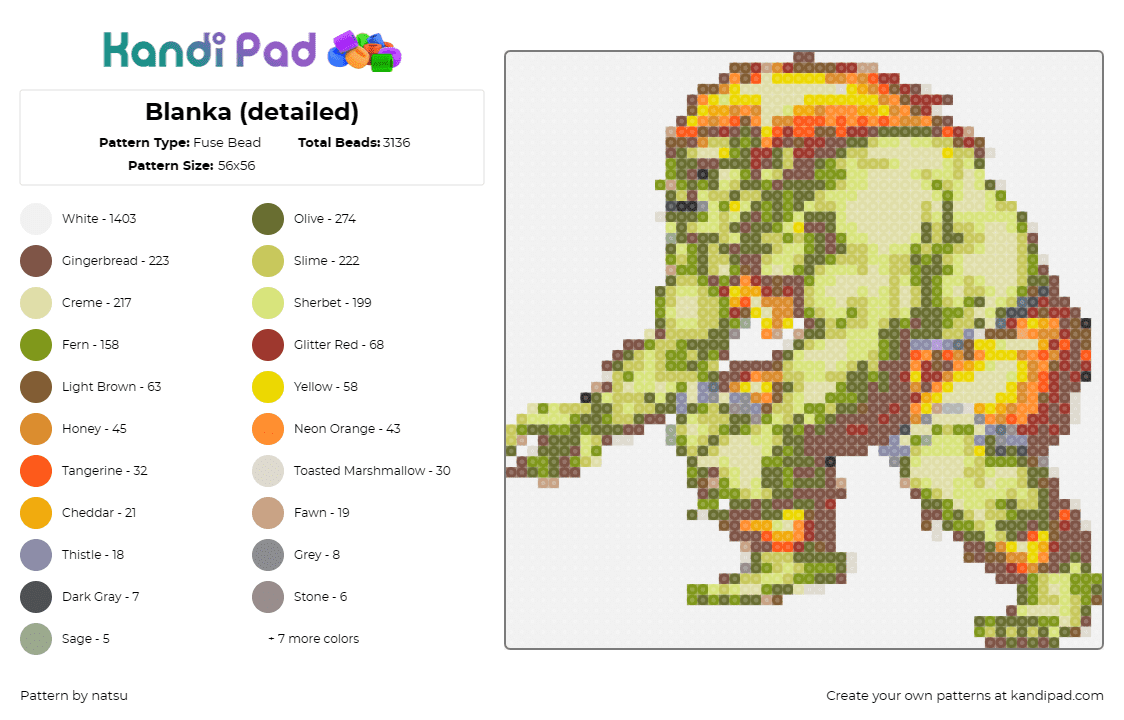 Kandi Pad
Blanka (detailed)
Pattern Type: Fuse Bead Total Beads: 3136
Pattern Size: 56x56
White - 1403
Olive - 274
Gingerbread - 223
Slime - 222
Creme - 217
Sherbet - 199
Fern - 158
Glitter Red - 68
Light Brown - 63
Yellow - 58
Honey - 45
Neon Orange - 43
Tangerine - 32
Toasted Marshmallow - 30
Cheddar - 21
Fawn - 19
Thistle - 18
Grey - 8
Dark Gray - 7
Stone - 6
Sage - 5
+ 7 more colors
Pattern by natsu
Create your own patterns at kandipad.com